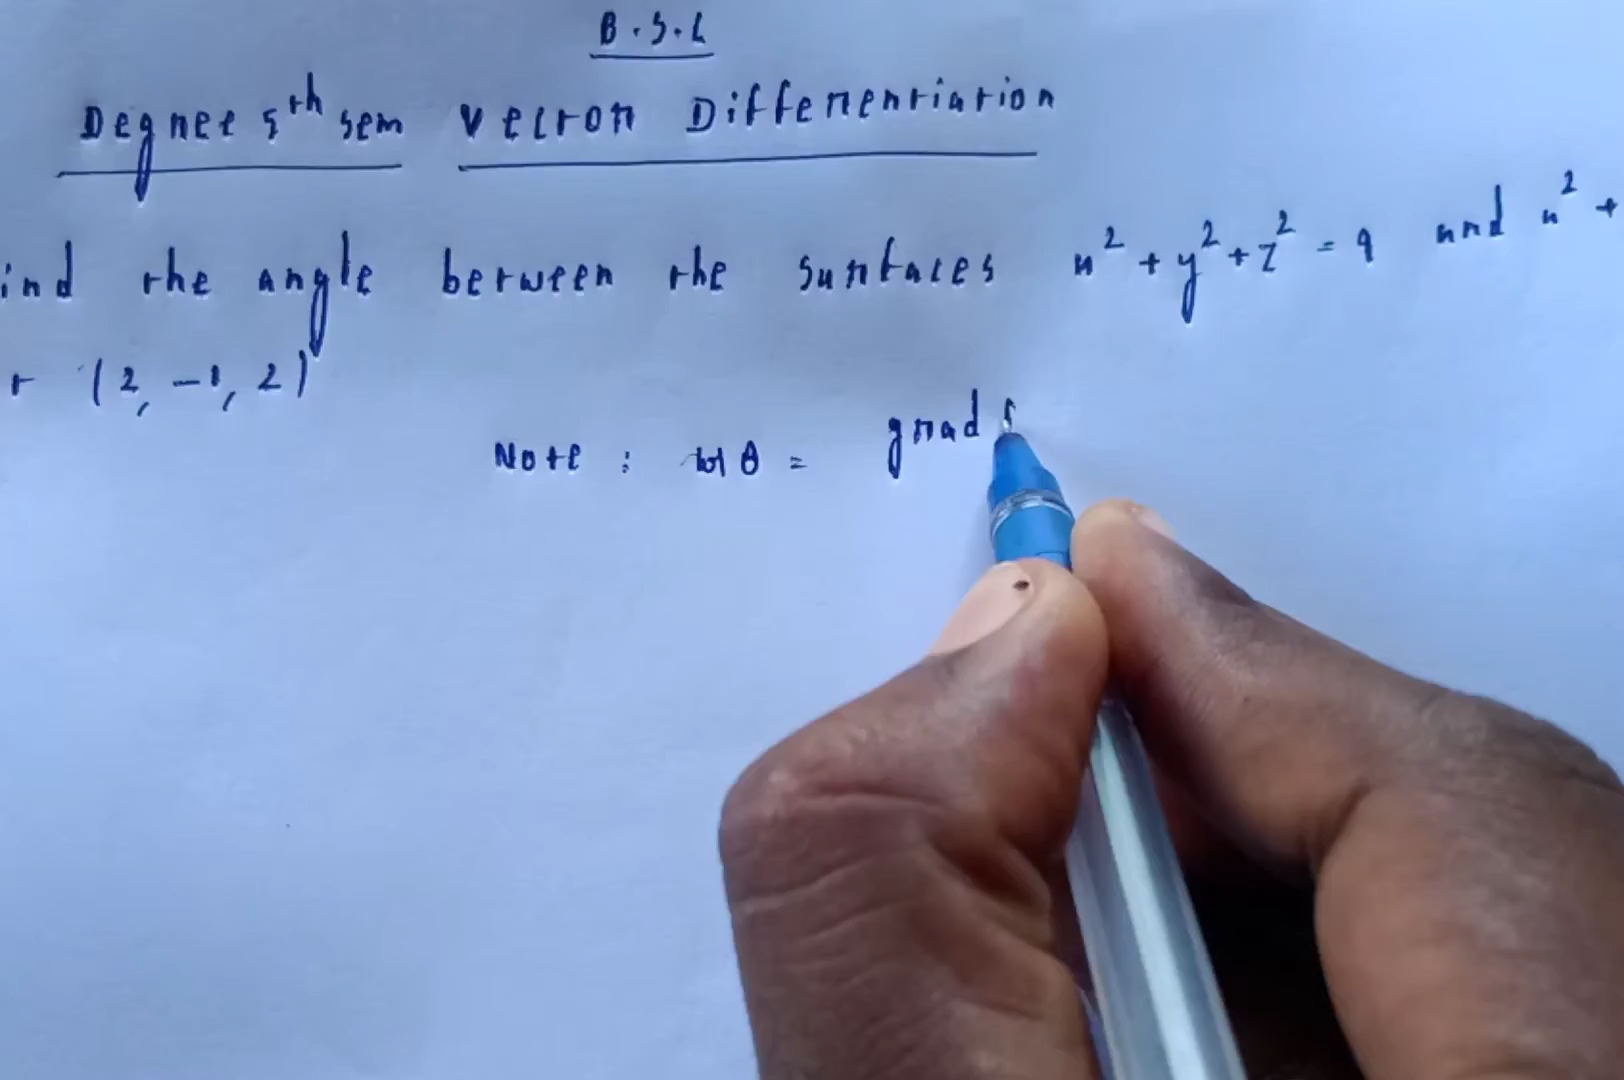 B.S.C
Degree 5th sem Vector Differentiation
ind the angle between the surfaces x² + y² + z² = 9 and x² +
t (2, -1, 2)
Note : cos θ = grad f